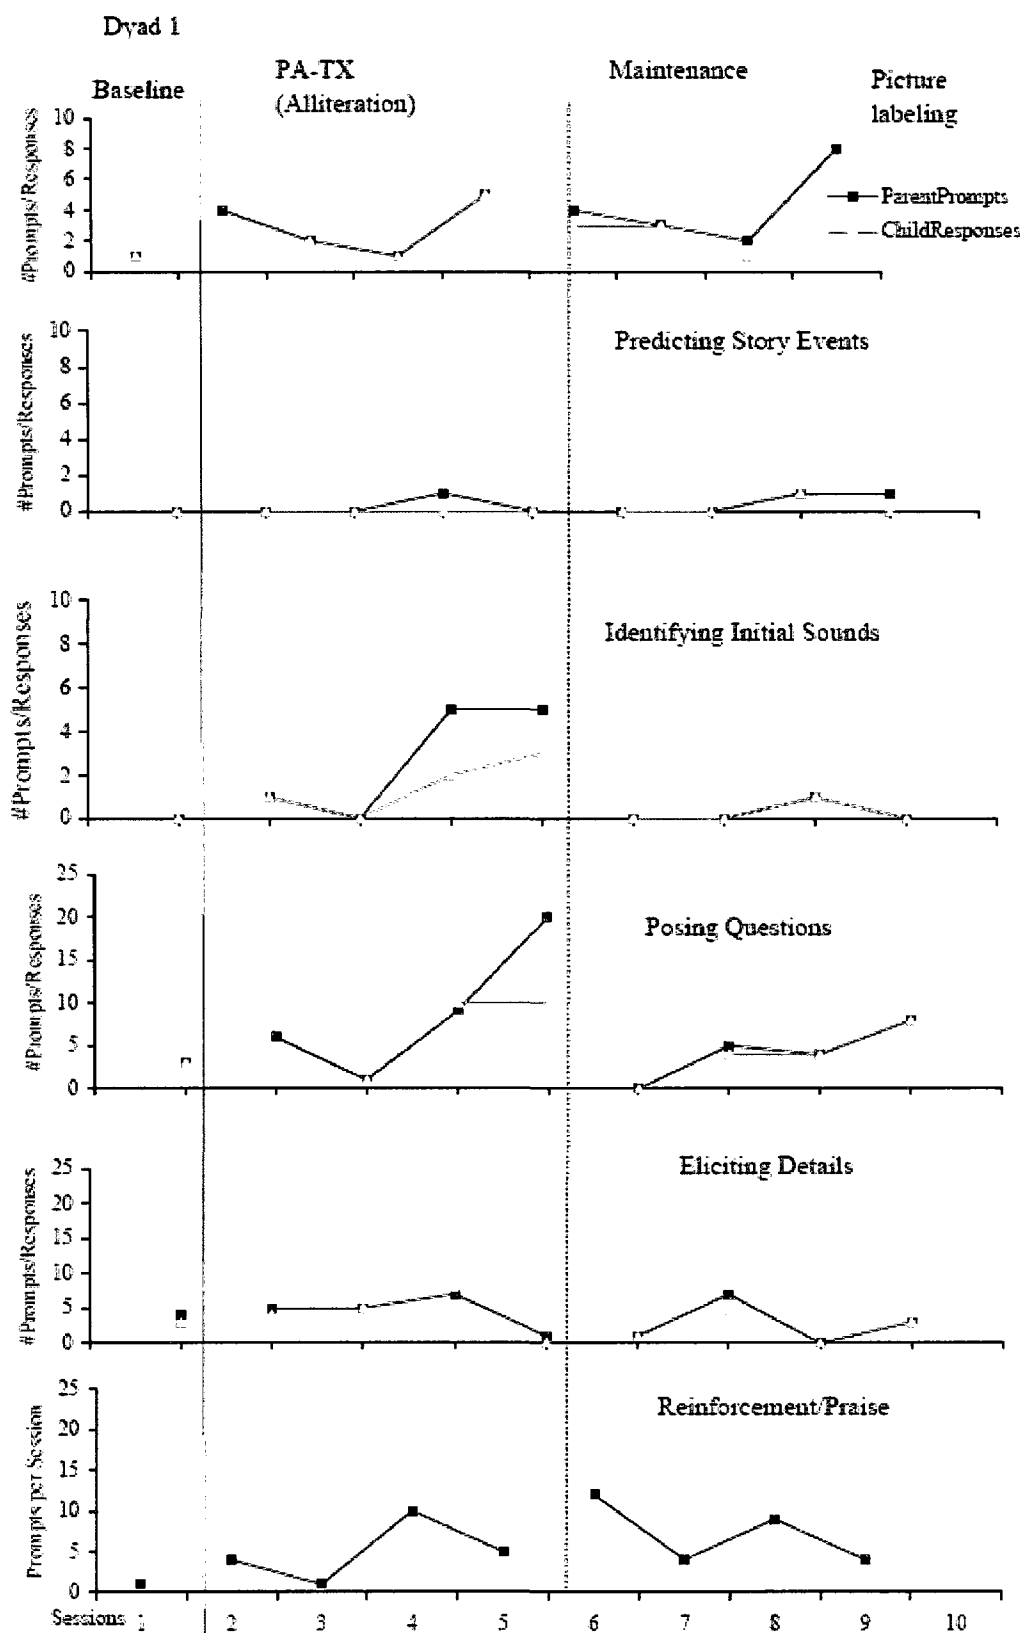 Dyad 1
Baseline
PA-TX
(Alliteration)
Maintenance
Picture
labeling
#Prompts/Responses
10
8
6
4
2
0
ParentPrompts
ChildResponses
Predicting Story Events
#Prompts/Responses
10
8
6
4
2
0
Identifying Initial Sounds
#Prompts/Responses
10
8
6
4
2
0
Posing Questions
#Prompts/Responses
25
20
15
10
5
0
Eliciting Details
#Prompts/Responses
25
20
15
10
5
0
Reinforcement/Praise
Prompts per Session
25
20
15
10
5
0
Sessions 1 2 3 4 5 6 7 8 9 10